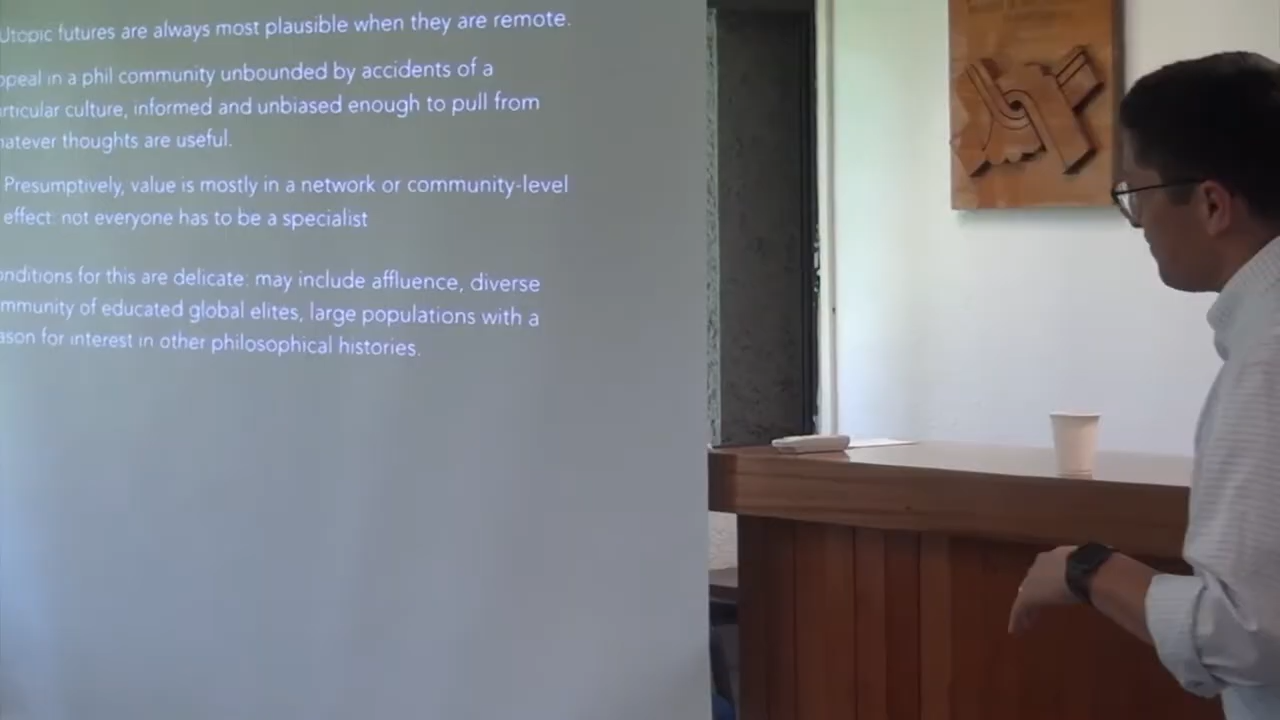 Utopic futures are always most plausible when they are remote.
ppeal in a phil community unbounded by accidents of a
rticular culture, informed and unbiased enough to pull from
hatever thoughts are useful.
Presumptively, value is mostly in a network or community-level
effect: not everyone has to be a specialist
onditions for this are delicate: may include affluence, diverse
mmunity of educated global elites, large populations with a
ason for interest in other philosophical histories.